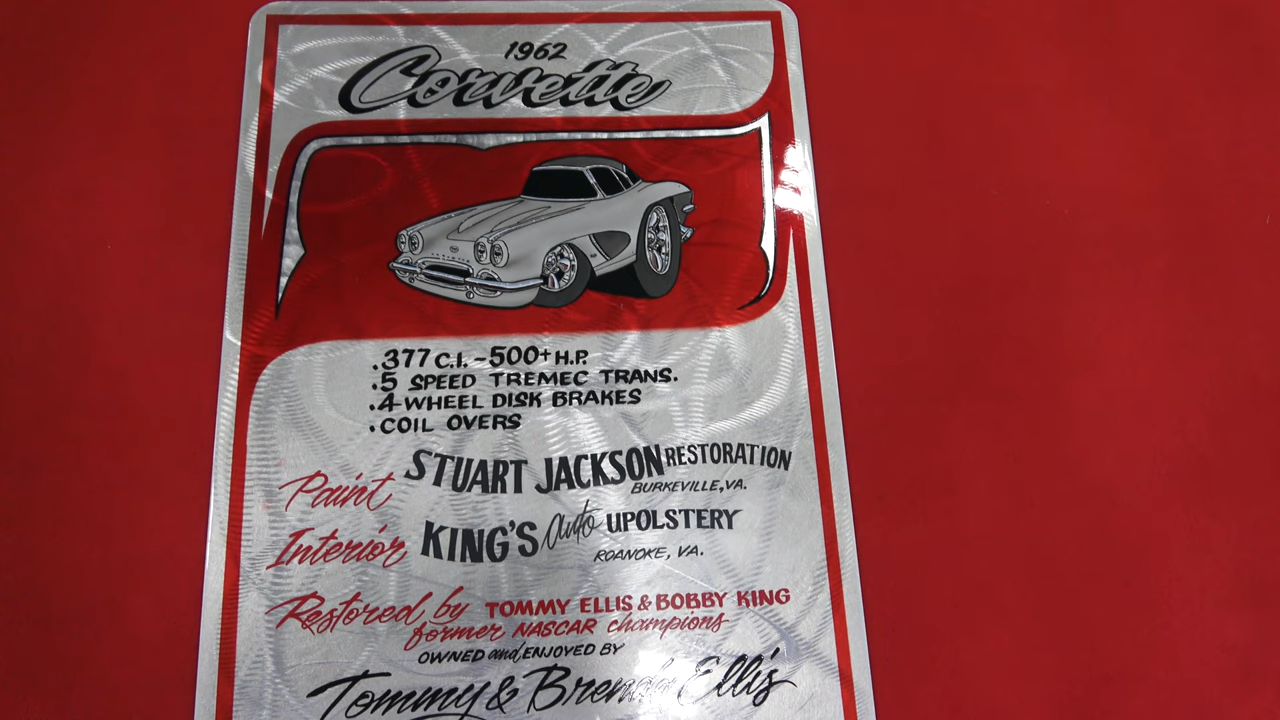 1962
Corvette
.377 C.I. - 500+ H.P.
.5 SPEED TREMEC TRANS.
.4-WHEEL DISK BRAKES
.COIL OVERS
Paint STUART JACKSON RESTORATION
BURKEVILLE, VA.
Interior KING'S auto UPOLSTERY
ROANOKE, VA.
Restored by TOMMY ELLIS & BOBBY KING
former NASCAR champions
OWNED and ENJOYED BY
Tommy & Brenda Ellis